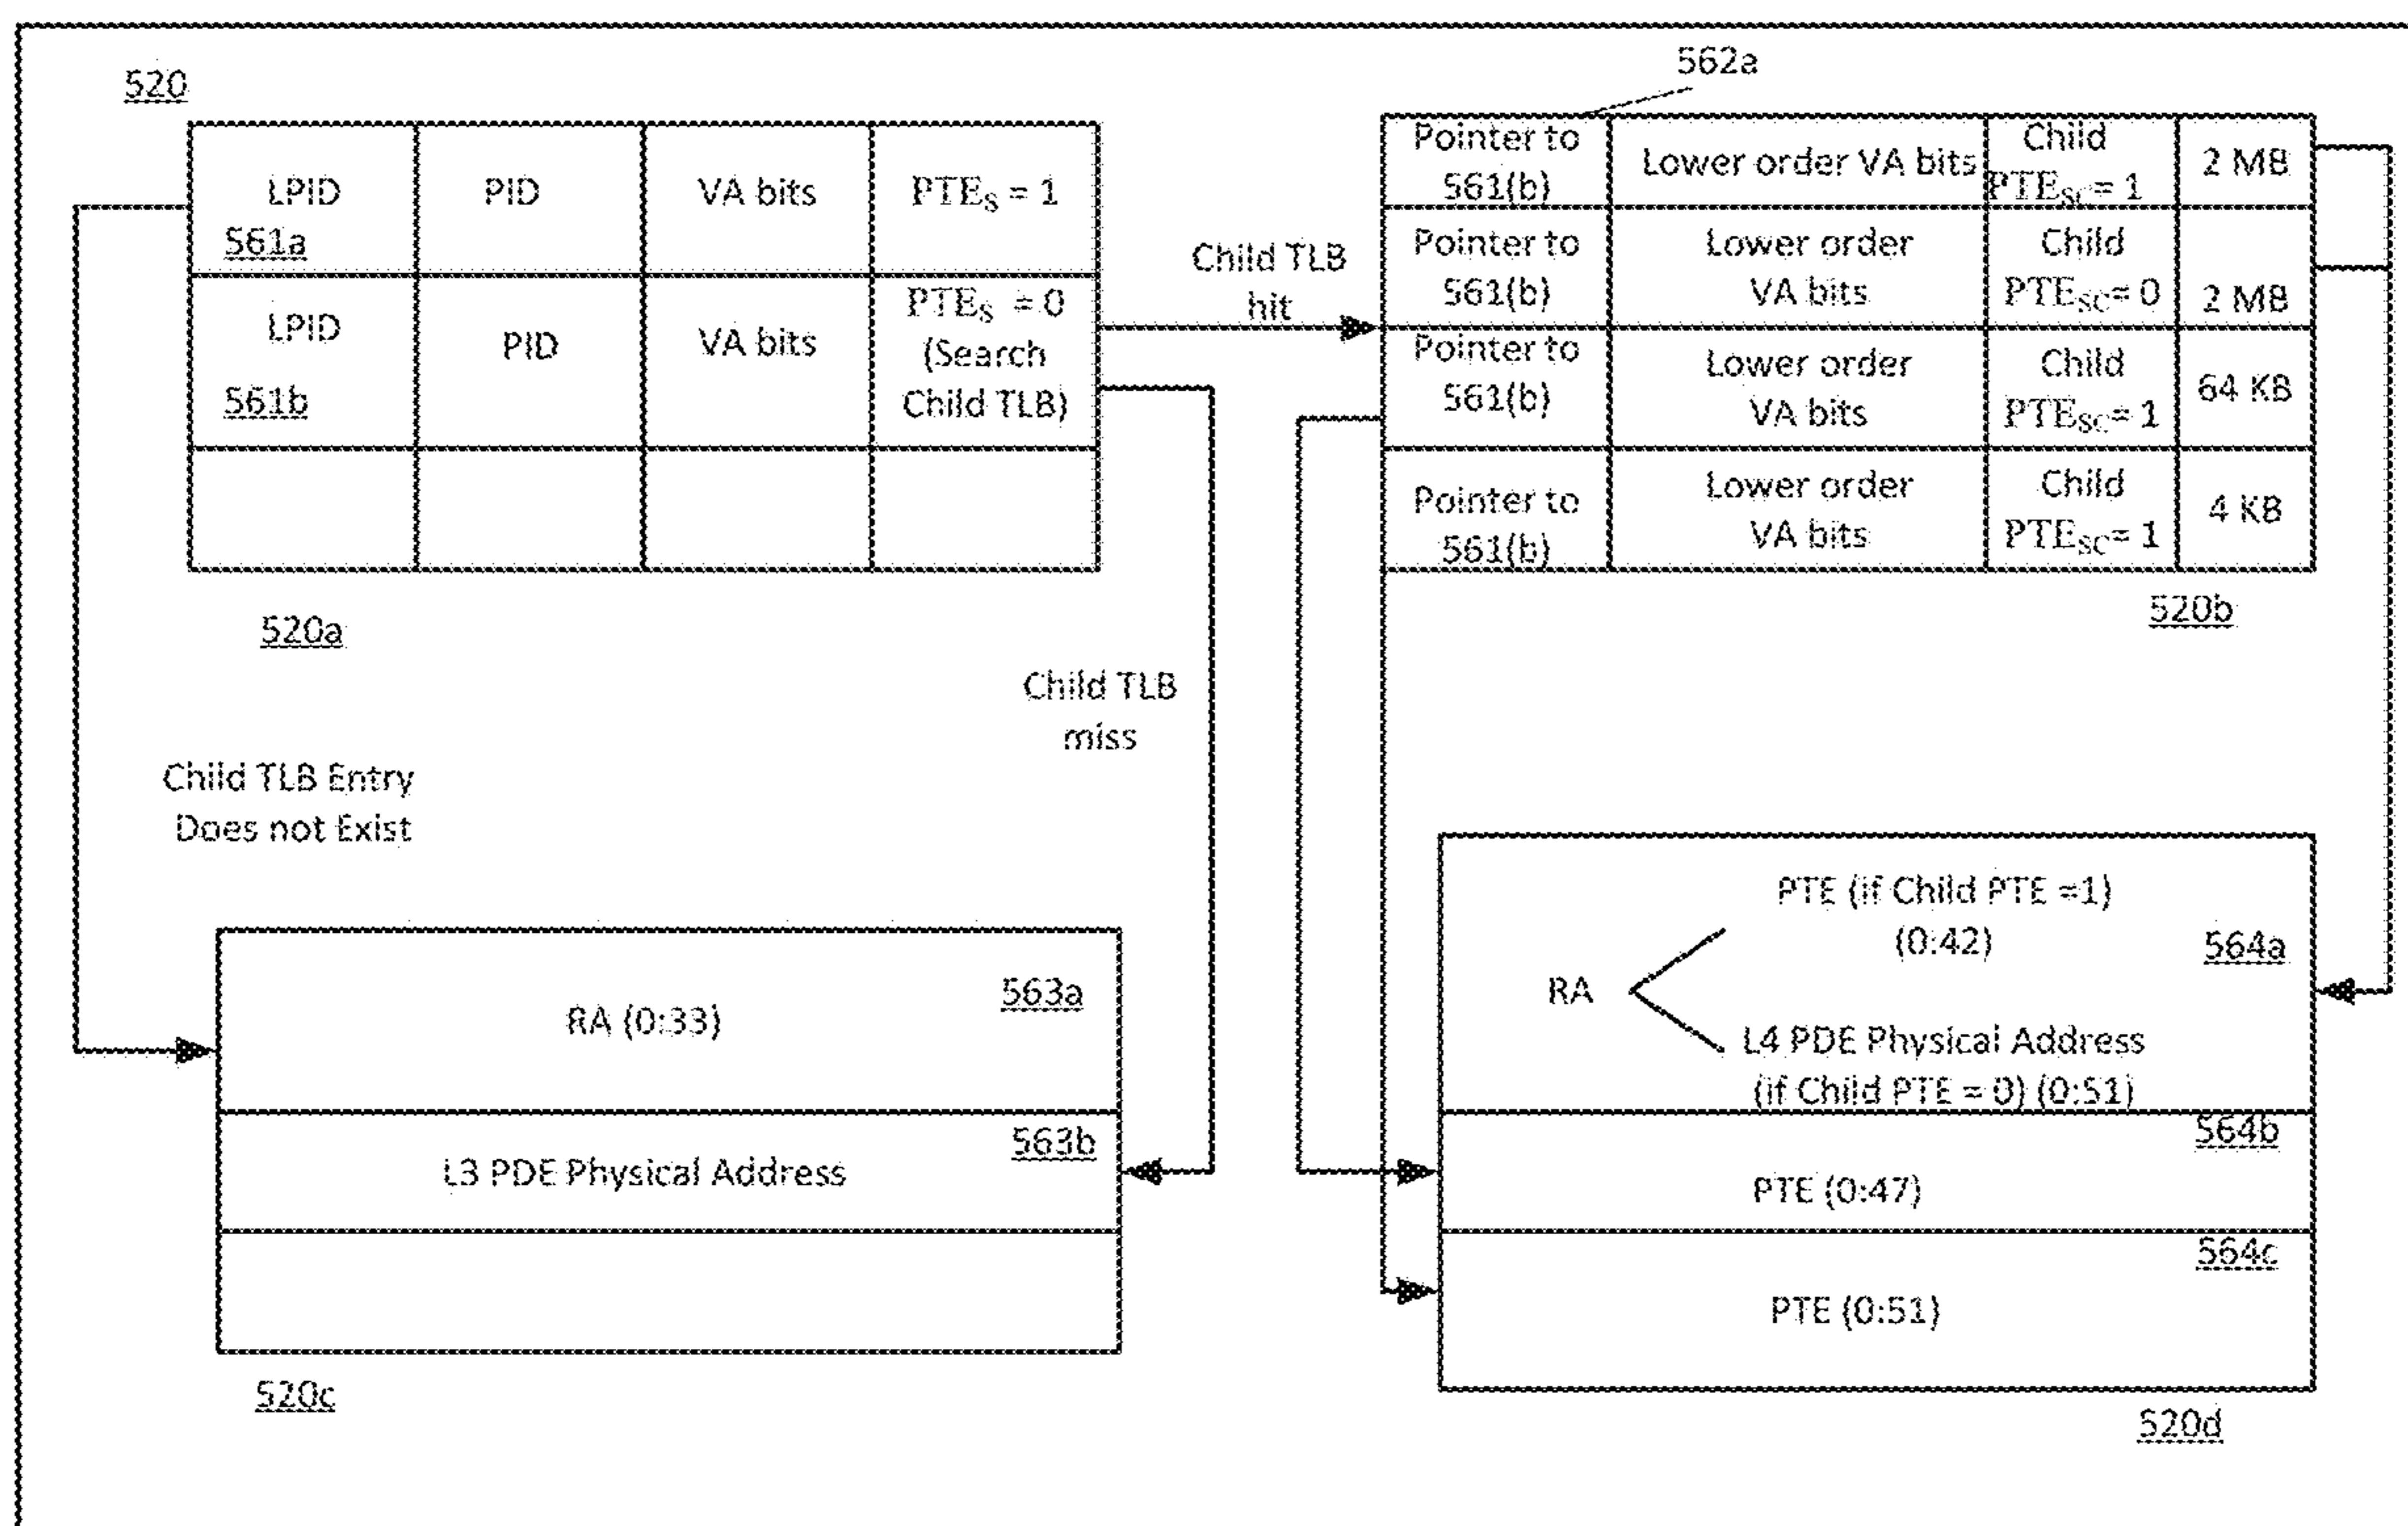 520
562a
LPID
561a
PID
VA bits
PTES = 1
LPID
561b
PID
VA bits
PTES = 0
(Search
Child TLB)
520a
Child TLB
hit
Pointer to
561(b)
Lower order VA bits
Child
PTESC= 1
2 MB
Pointer to
561(b)
Lower order
VA bits
Child
PTESC= 0
2 MB
Pointer to
561(b)
Lower order
VA bits
Child
PTESC= 1
64 KB
Pointer to
561(b)
Lower order
VA bits
Child
PTESC= 1
4 KB
520b
Child TLB
miss
Child TLB Entry
Does not Exist
RA (0:33)
563a
L3 PDE Physical Address
563b
520c
PTE (if Child PTE =1)
(0:42)
564a
RA
L4 PDE Physical Address
(if Child PTE = 0) (0:51)
564b
PTE (0:47)
564c
PTE (0:51)
520d